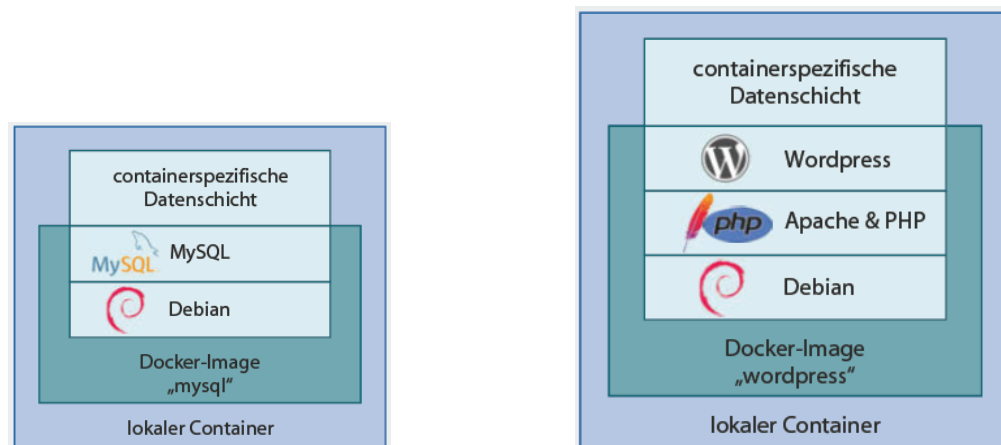 containerspezifische
Datenschicht
MySQL
MySQL
Debian
Docker-Image
„mysql“
lokaler Container
containerspezifische
Datenschicht
Wordpress
php
Apache & PHP
Debian
Docker-Image
„wordpress“
lokaler Container